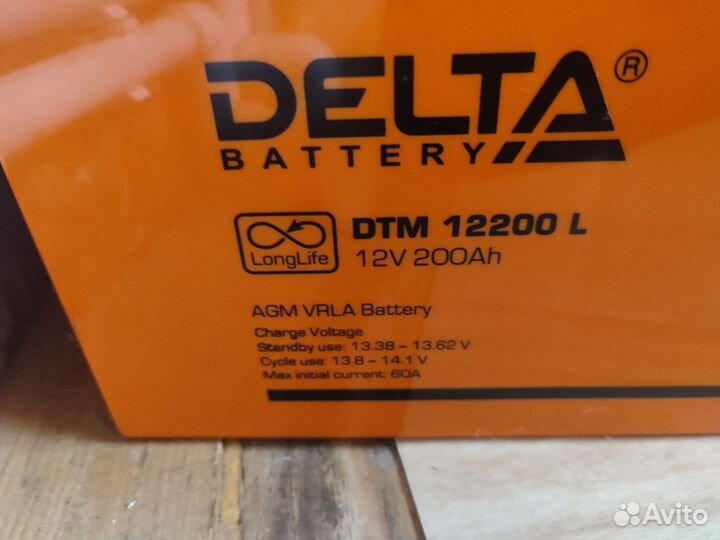 DELTA®
BATTERY
LongLife
DTM 12200 L
12V 200Ah
AGM VRLA Battery
Charge Voltage
Standby use: 13.38 – 13.62 V
Cycle use: 13.8 – 14.1 V
Max initial current: 60A
Avito